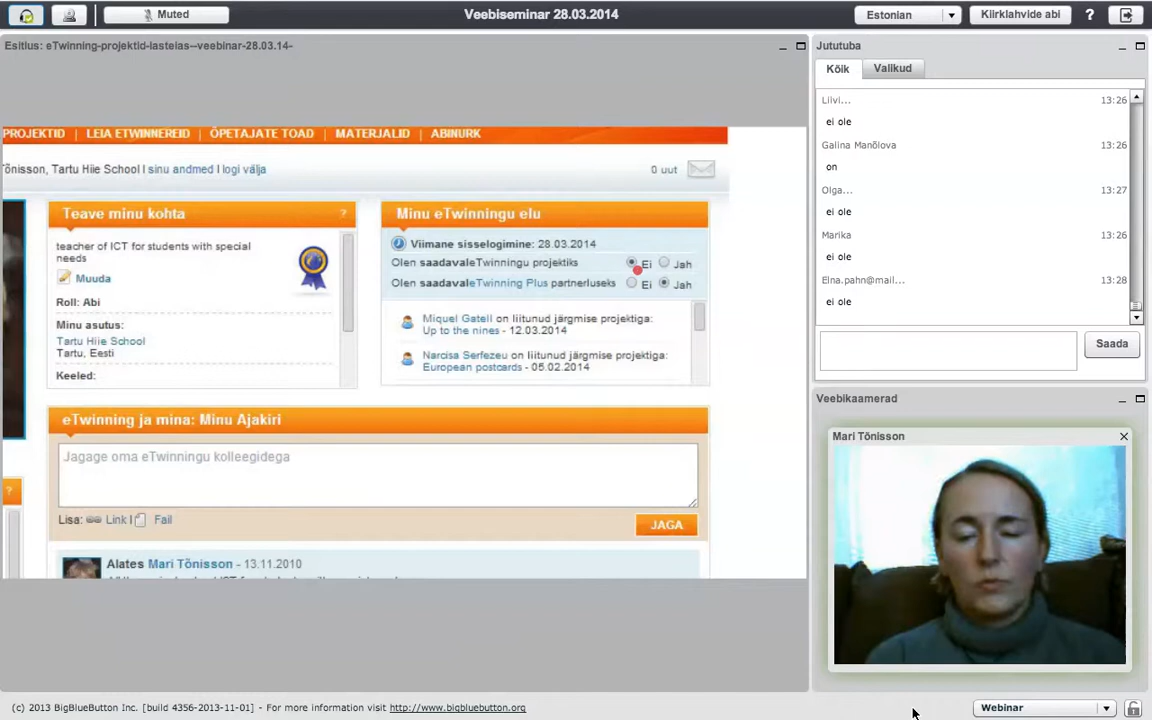 Muted
Veebiseminar 28.03.2014
Estonian
Kiirklahvide abi
?
Esitlus: eTwinning-projektid-lastelas--veebinar-28.03.14-
PROJEKTID | LEIA ETWINNEREID | ÕPETAJATE TOAD | MATERJALID | ABINURK
Tõnisson, Tartu Hiie School I sinu andmed I logi välja
0 uut
Teave minu kohta
?
teacher of ICT for students with special
needs
Muuda
Roll: Abi
Minu asutus:
Tartu Hiie School
Tartu, Eesti
Keeled:
Minu eTwinningu elu
Viimane sisselogimine: 28.03.2014
Olen saadavaleTwinningu projektiks
Ei
Jah
Olen saadavaleTwinning Plus partnerluseks
Ei
Jah
Miquel Gatell on liitunud järgmise projektiga:
Up to the nines - 12.03.2014
Narcisa Serfezeu on liitunud järgmise projektiga:
European postcards - 05.02.2014
eTwinning ja mina: Minu Ajakiri
Jagage oma eTwinningu kolleegidega
Lisa: Link I Fail
JAGA
?
Alates Mari Tõnisson - 13.11.2010
Jututuba
Kõik
Valikud
Liivi... 13:26
ei ole
Galina Manõlova 13:26
on
Olga... 13:27
ei ole
Marika 13:26
ei ole
Elna.pahn@mail... 13:28
ei ole
Saada
Veebikaamerad
Mari Tõnisson
(c) 2013 BigBlueButton Inc. [build 4356-2013-11-01] - For more information visit http://www.bigbluebutton.org
Webinar